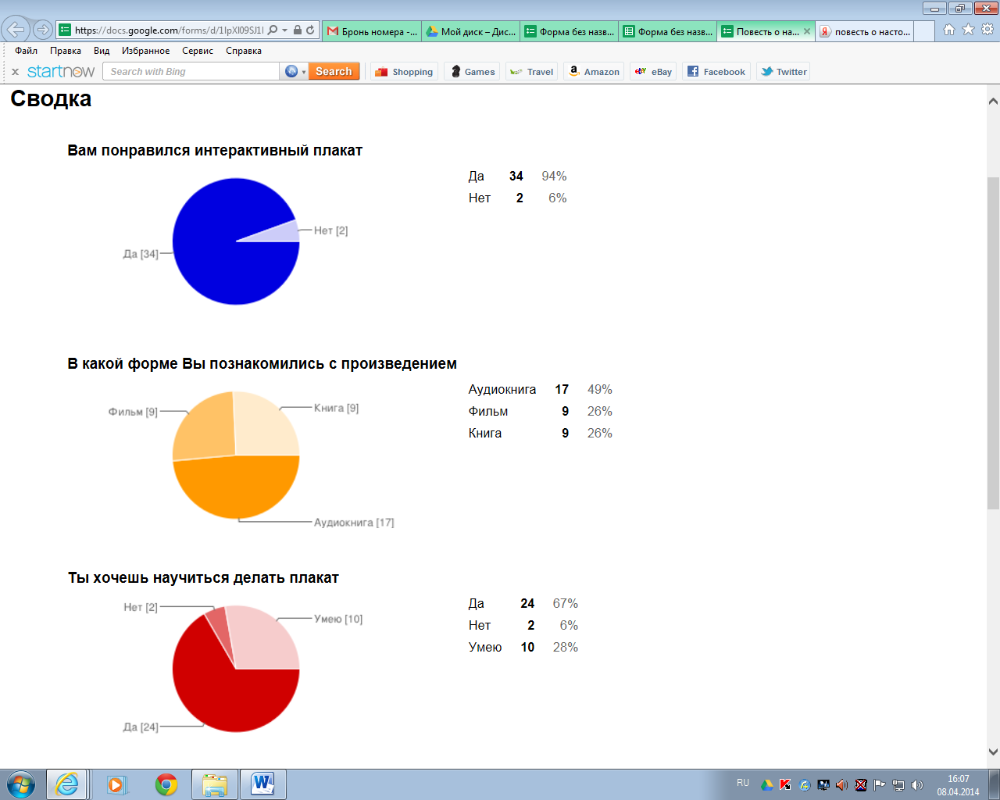 https://docs.google.com/forms/d/1IpXl09SJ1l
Бронь номера -...
Мой диск – Дис...
Форма без назв...
Форма без назв...
Повесть о на...
повесть о насто...
Файл Правка Вид Избранное Сервис Справка
startnow Search with Bing Search Shopping Games Travel Amazon eBay Facebook Twitter
Сводка
Вам понравился интерактивный плакат
Да 34 94%
Нет 2 6%
Нет [2]
Да [34]
В какой форме Вы познакомились с произведением
Аудиокнига 17 49%
Фильм 9 26%
Книга 9 26%
Фильм [9]
Книга [9]
Аудиокнига [17]
Ты хочешь научиться делать плакат
Да 24 67%
Нет 2 6%
Умею 10 28%
Нет [2]
Умею [10]
Да [24]
RU
16:07
08.04.2014